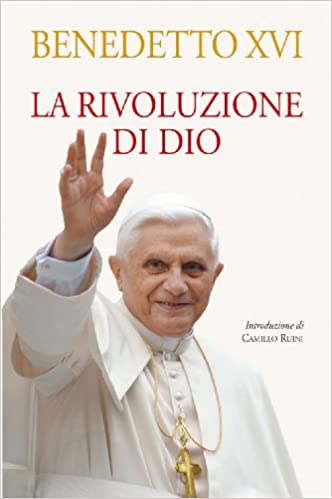 BENEDETTO XVI
LA RIVOLUZIONE
DI DIO
Introduzione di
CAMILLO RUINI